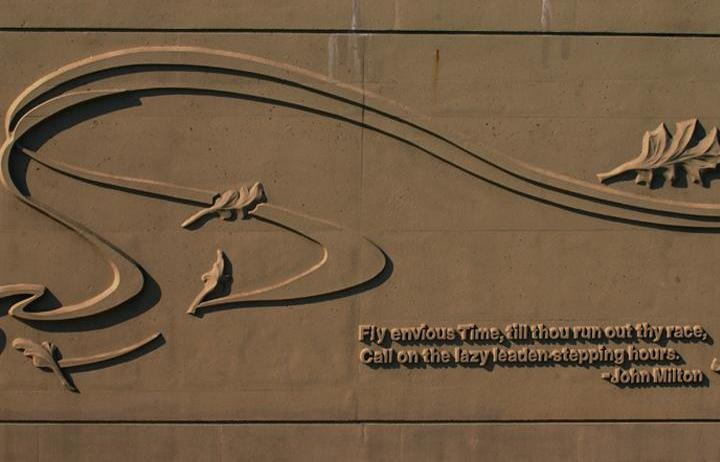 Fly envious Time, till thou run out thy race,
Call on the lazy leaden-stepping hours.
-John Milton